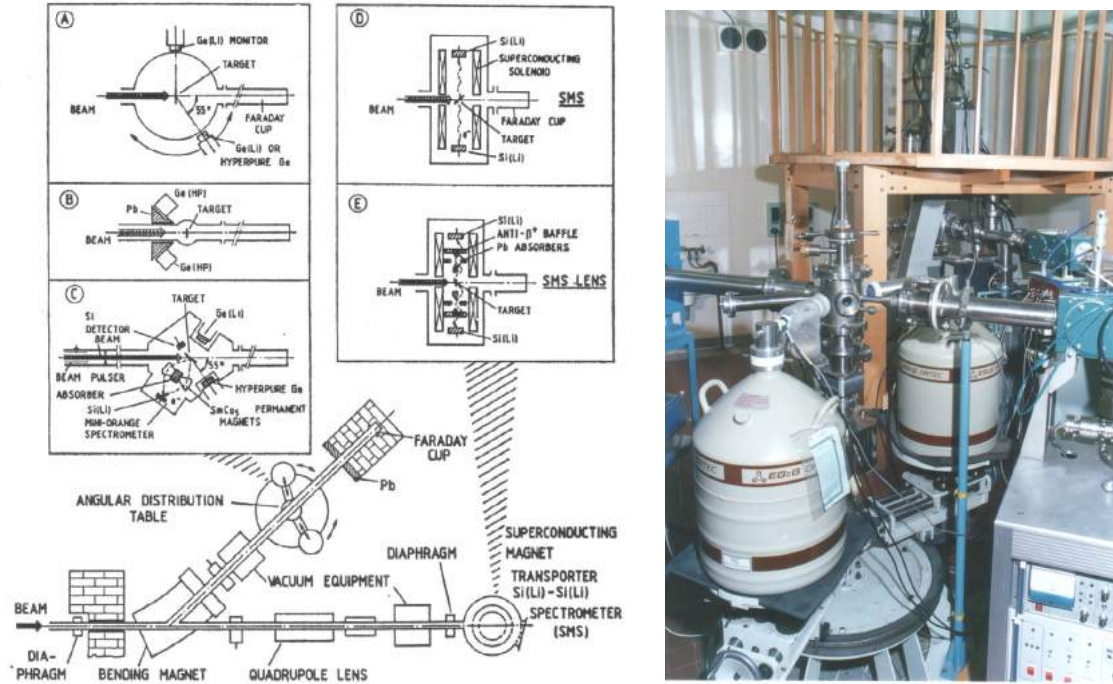 A
Ge(Li) MONITOR
TARGET
BEAM
55°
FARADAY
CUP
Ge(Li) OR
HYPERPURE Ge
B
Ge(HP)
Pb
TARGET
BEAM
Ge(HP)
C
TARGET
Si
DETECTOR
BEAM
Ge(Li)
55°
BEAM PULSER
ABSORBER
HYPERPURE Ge
Si(Li)
e⁻
SmCo₅ PERMANENT
MAGNETS
MINI-ORANGE
SPECTROMETER
D
Si(Li)
SUPERCONDUCTING
SOLENOID
SMS
BEAM
FARADAY CUP
TARGET
e⁻
Si(Li)
E
Si(Li)
ANTI-β⁺ BAFFLE
Pb ABSORBERS
SMS LENS
BEAM
TARGET
Si(Li)
FARADAY
CUP
Pb
ANGULAR DISTRIBUTION
TABLE
SUPERCONDUCTING
MAGNET
DIAPHRAGM
TRANSPORTER
VACUUM EQUIPMENT
Si(Li)-Si(Li)
SPECTROMETER
(SMS)
BEAM
DIA-
PHRAGM
BENDING MAGNET
QUADRUPOLE LENS
EG&G